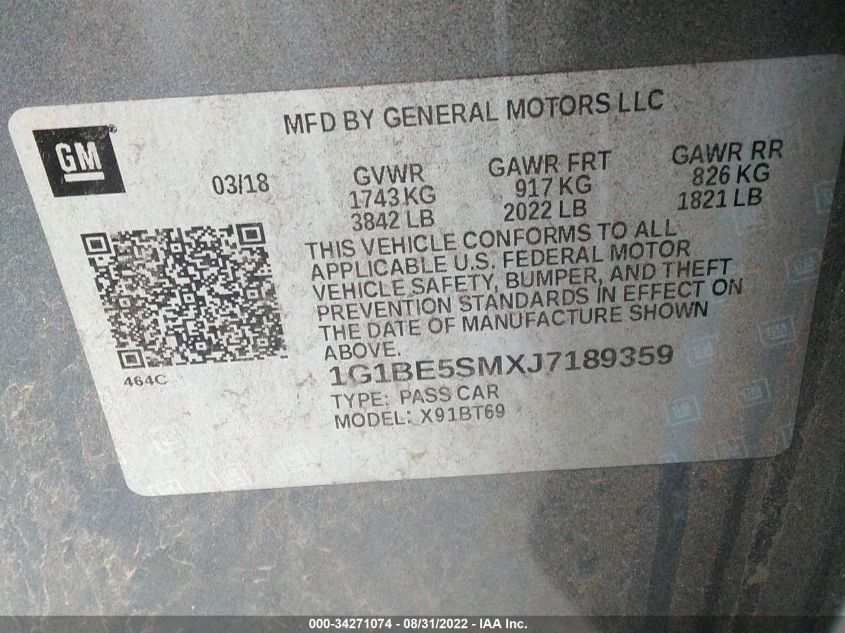 MFD BY GENERAL MOTORS LLC
GM
03/18
GVWR GAWR FRT GAWR RR
1743 KG 917 KG 826 KG
3842 LB 2022 LB 1821 LB
THIS VEHICLE CONFORMS TO ALL
APPLICABLE U.S. FEDERAL MOTOR
VEHICLE SAFETY, BUMPER, AND THEFT
PREVENTION STANDARDS IN EFFECT ON
THE DATE OF MANUFACTURE SHOWN
ABOVE.
464C
1G1BE5SMXJ7189359
TYPE: PASS CAR
MODEL: X91BT69
000-34271074 - 08/31/2022 - IAA Inc.